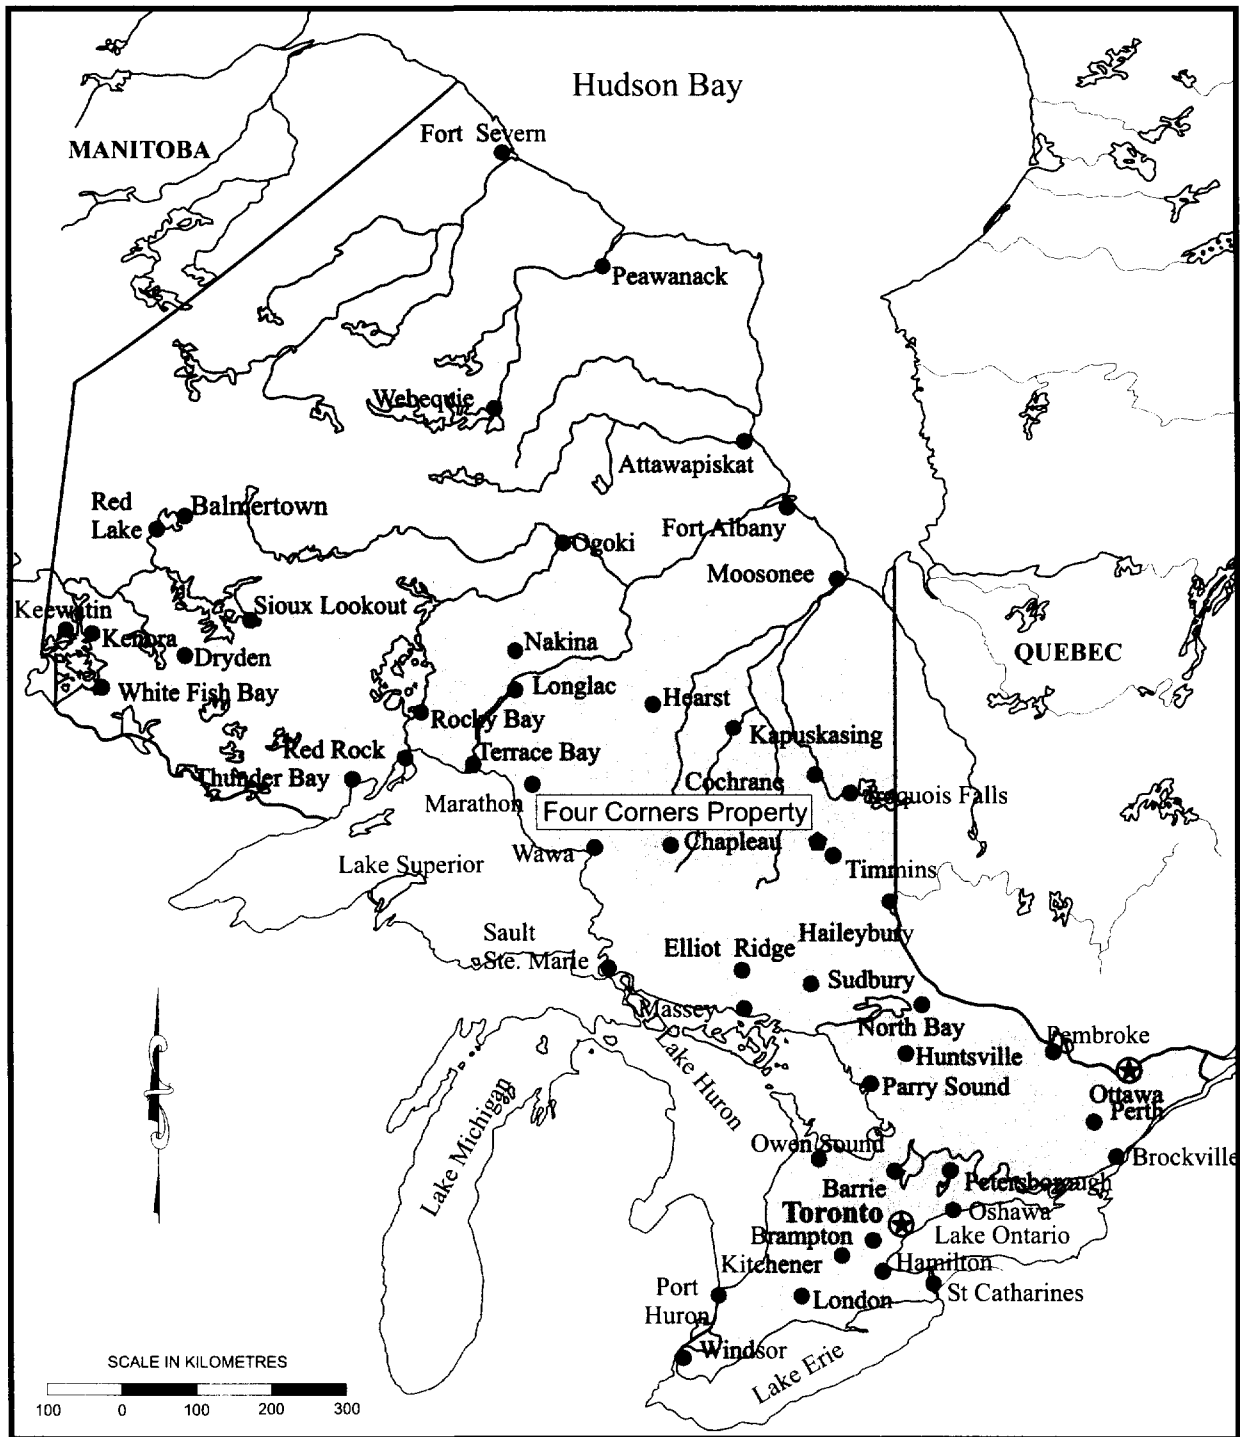 Hudson Bay
Fort Severn
MANITOBA
Peawanack
Webequie
Attawapiskat
Red
Lake
Balmertown
Fort Albany
Ogoki
Moosonee
Keewatin
Sioux Lookout
Kenora
Nakina
Dryden
QUEBEC
White Fish Bay
Longlac
Hearst
Rocky Bay
Kapuskasing
Red Rock
Terrace Bay
Thunder Bay
Cochrane
Iroquois Falls
Marathon
Four Corners Property
Chapleau
Wawa
Lake Superior
Timmins
Haileybury
Sault
Ste. Marie
Elliot Ridge
Sudbury
Massey
North Bay
Pembroke
Lake Huron
Huntsville
Parry Sound
Ottawa
Perth
Lake Michigan
Owen Sound
Brockville
Barrie
Petersborough
Toronto
Oshawa
Brampton
Lake Ontario
Kitchener
Hamilton
Port
Huron
London
St Catharines
Windsor
Lake Erie
SCALE IN KILOMETRES
100 0 100 200 300